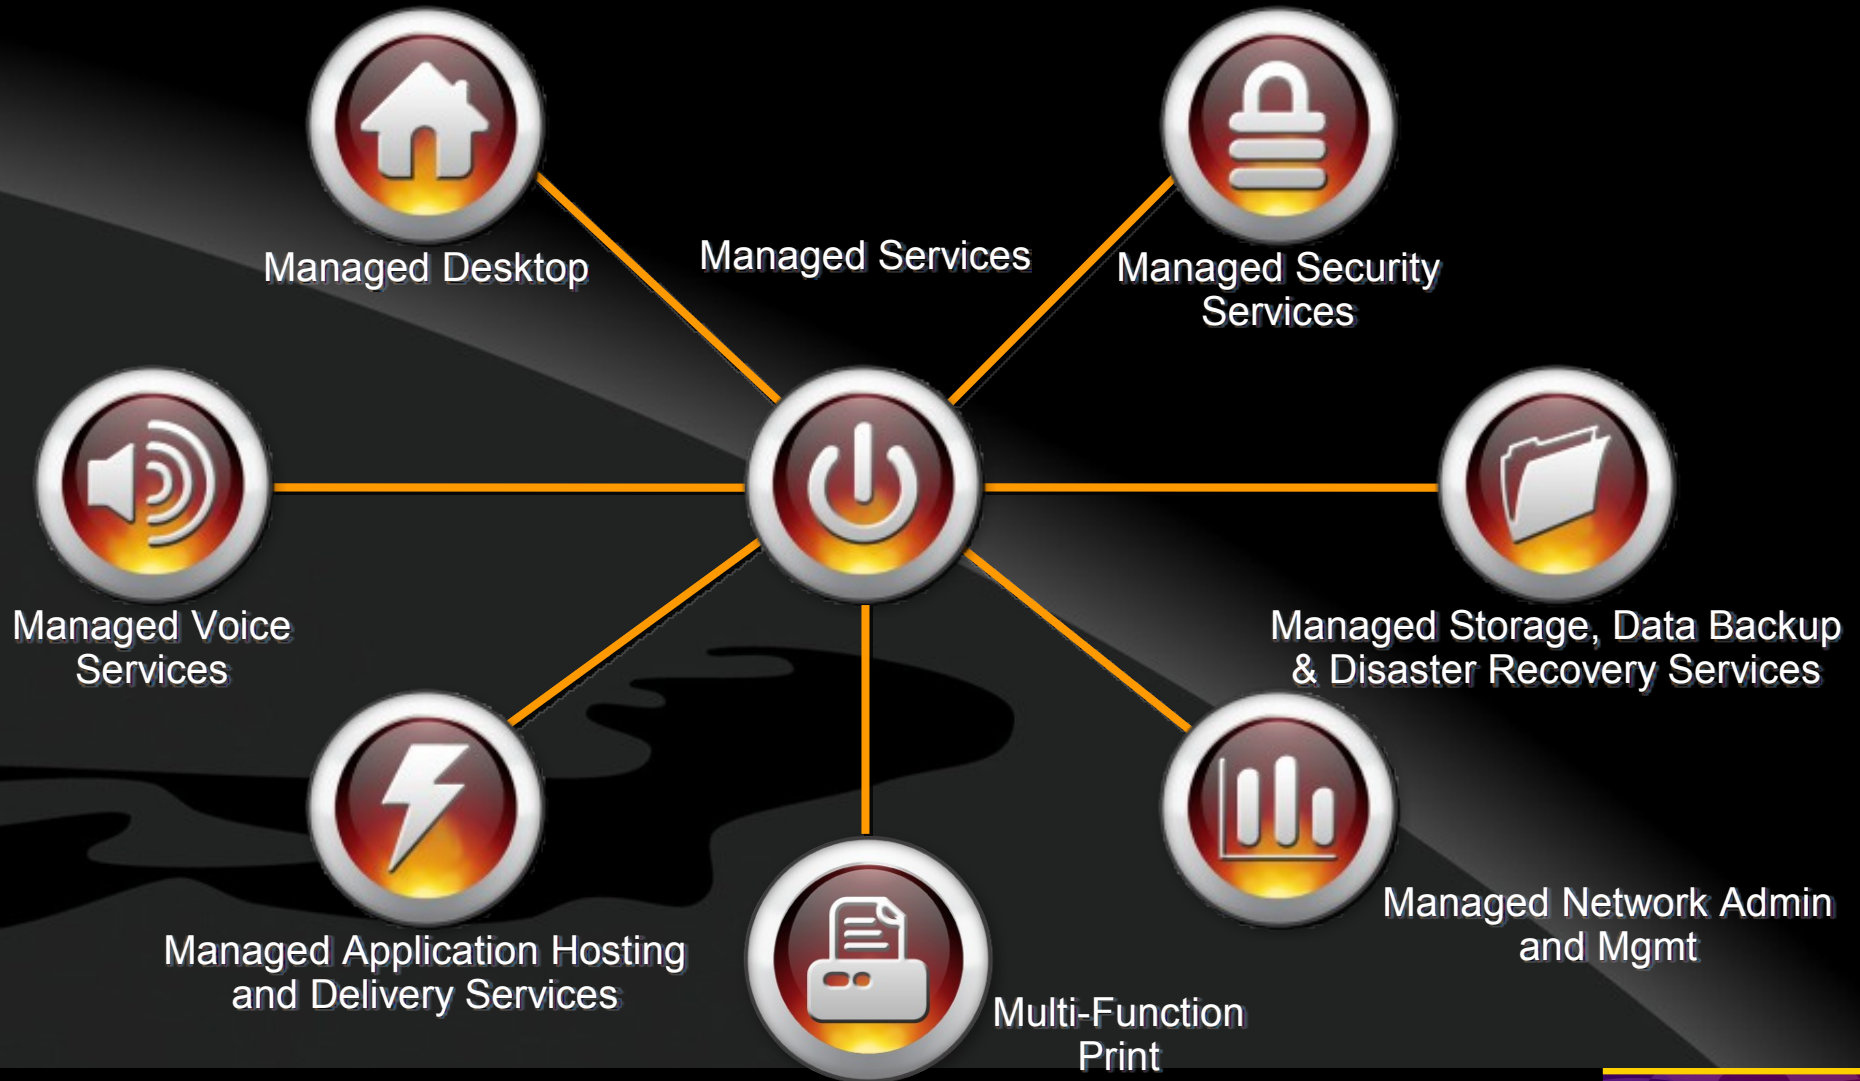 Managed Services
Managed Desktop
Managed Security
Services
Managed Voice
Services
Managed Storage, Data Backup
& Disaster Recovery Services
Managed Application Hosting
and Delivery Services
Managed Network Admin
and Mgmt
Multi-Function
Print